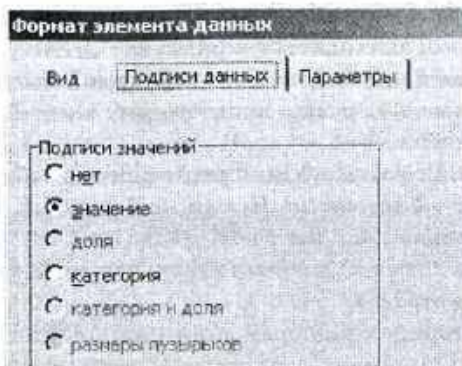 Формат элемента данных
Вид Подписи данных Параметры
Подписи значений
нет
значение
доля
категория
категория и доля
размеры пузырьков